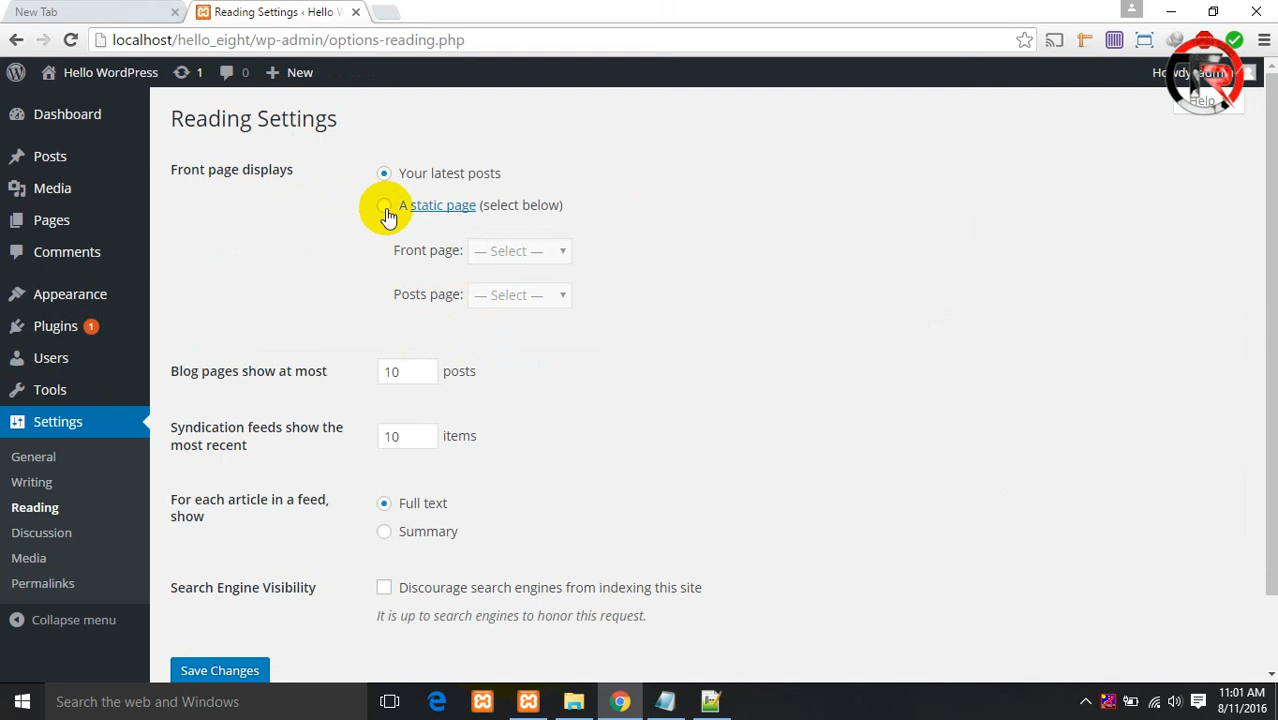 New Tab
Reading Settings ‹ Hello W
localhost/hello_eight/wp-admin/options-reading.php
Hello WordPress
1
0
New
Howdy, admin
Help
Dashboard
Posts
Media
Pages
Comments
Appearance
Plugins 1
Users
Tools
Settings
General
Writing
Reading
Discussion
Media
Permalinks
Collapse menu
Reading Settings
Front page displays
Your latest posts
A static page (select below)
Front page: — Select —
Posts page: — Select —
Blog pages show at most 10 posts
Syndication feeds show the
most recent
10 items
For each article in a feed,
show
Full text
Summary
Search Engine Visibility
Discourage search engines from indexing this site
It is up to search engines to honor this request.
Save Changes
Search the web and Windows
11:01 AM
8/11/2016